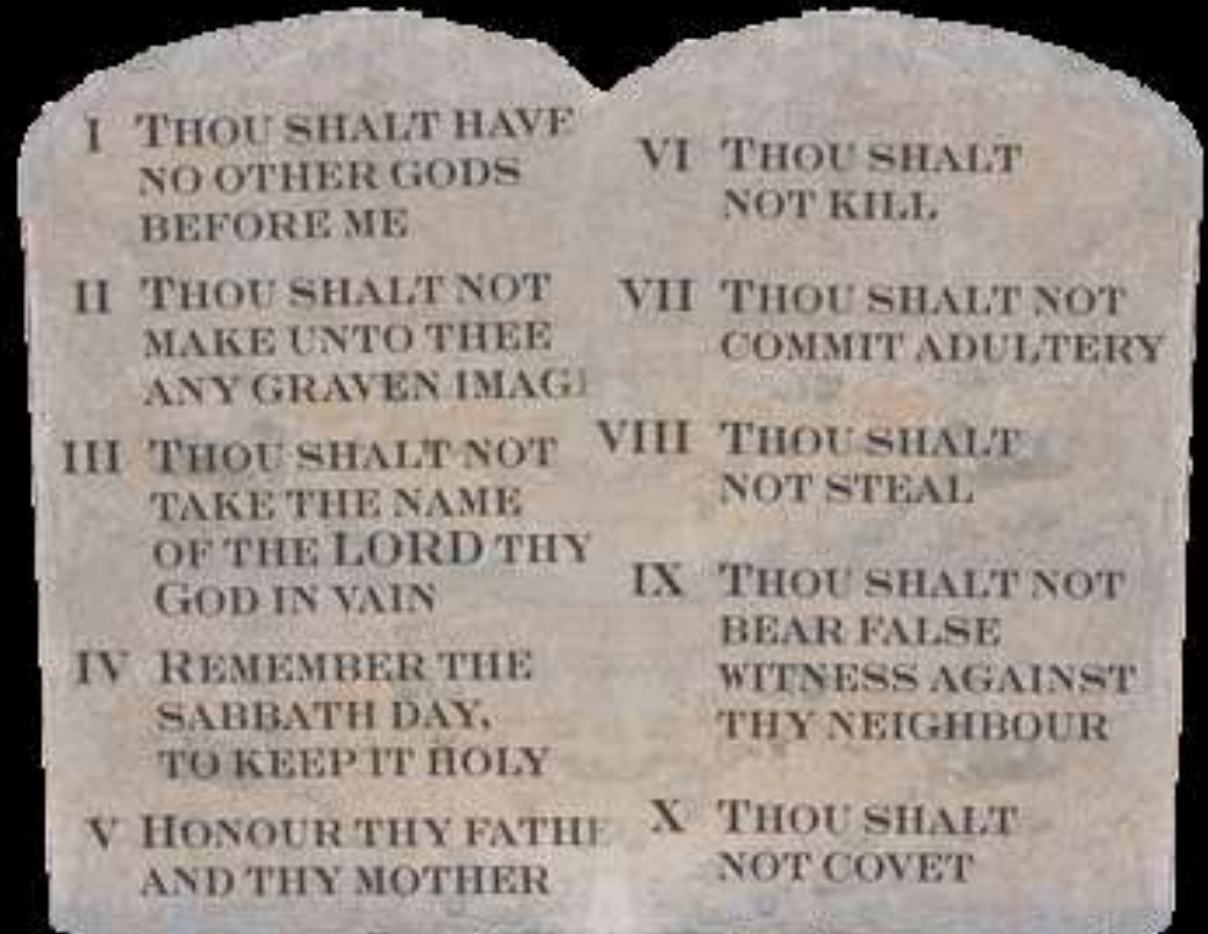 I THOU SHALT HAVE
NO OTHER GODS
BEFORE ME
II THOU SHALT NOT
MAKE UNTO THEE
ANY GRAVEN IMAG
III THOU SHALT NOT
TAKE THE NAME
OF THE LORD THY
GOD IN VAIN
IV REMEMBER THE
SABBATH DAY,
TO KEEP IT HOLY
V HONOUR THY FATHE
AND THY MOTHER
VI THOU SHALT
NOT KILL
VII THOU SHALT NOT
COMMIT ADULTERY
VIII THOU SHALT
NOT STEAL
IX THOU SHALT NOT
BEAR FALSE
WITNESS AGAINST
THY NEIGHBOUR
X THOU SHALT
NOT COVET